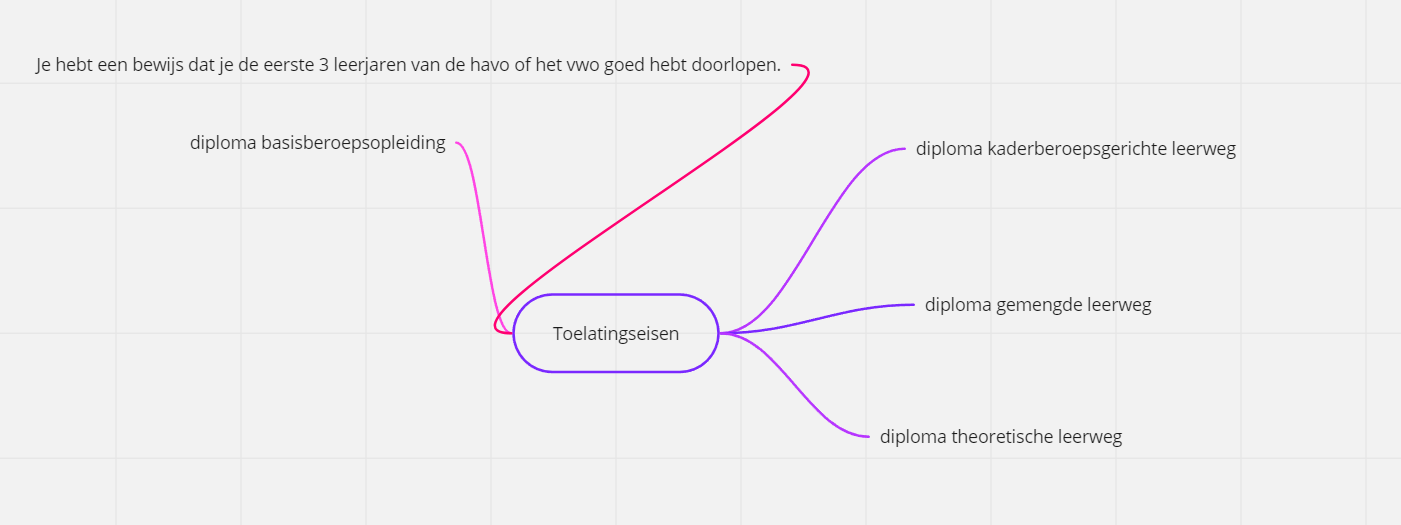 Je hebt een bewijs dat je de eerste 3 leerjaren van de havo of het vwo goed hebt doorlopen.
diploma basisberoepsopleiding
diploma kaderberoepsgerichte leerweg
diploma gemengde leerweg
Toelatingseisen
diploma theoretische leerweg